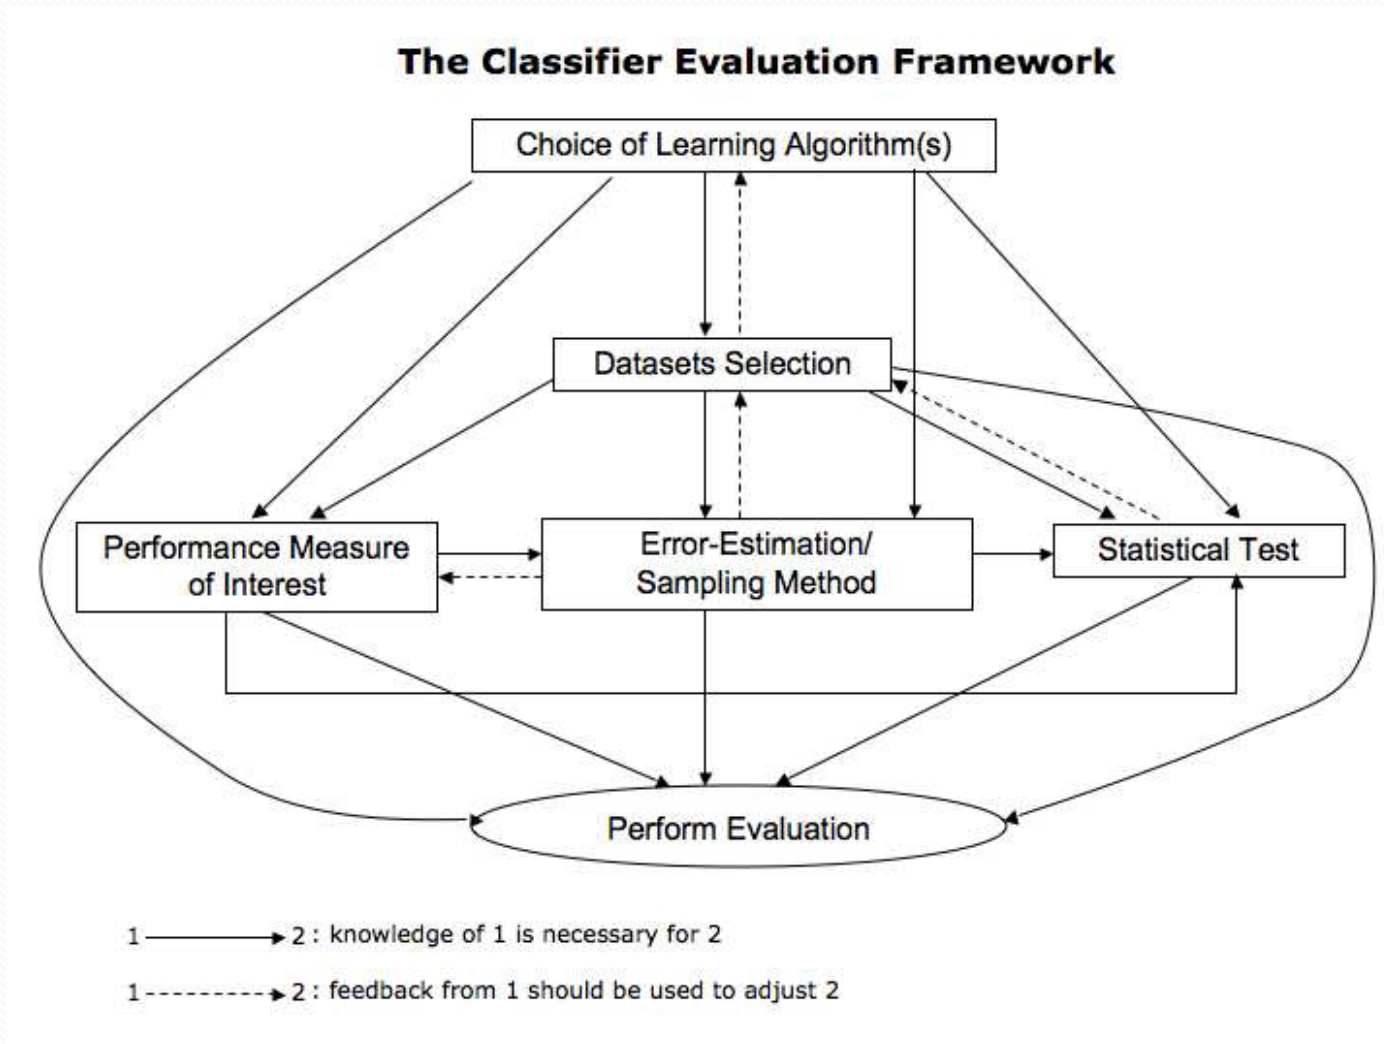 The Classifier Evaluation Framework
Choice of Learning Algorithm(s)
Datasets Selection
Performance Measure
of Interest
Error-Estimation/
Sampling Method
Statistical Test
Perform Evaluation
1 2 : knowledge of 1 is necessary for 2
1 2 : feedback from 1 should be used to adjust 2